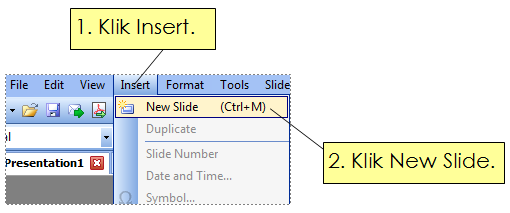 1. Klik Insert.
File Edit View Insert Format Tools Slide
New Slide (Ctrl+M)
2. Klik New Slide.
al
Duplicate
Presentation1
Slide Number
Date and Time...
Symbol...